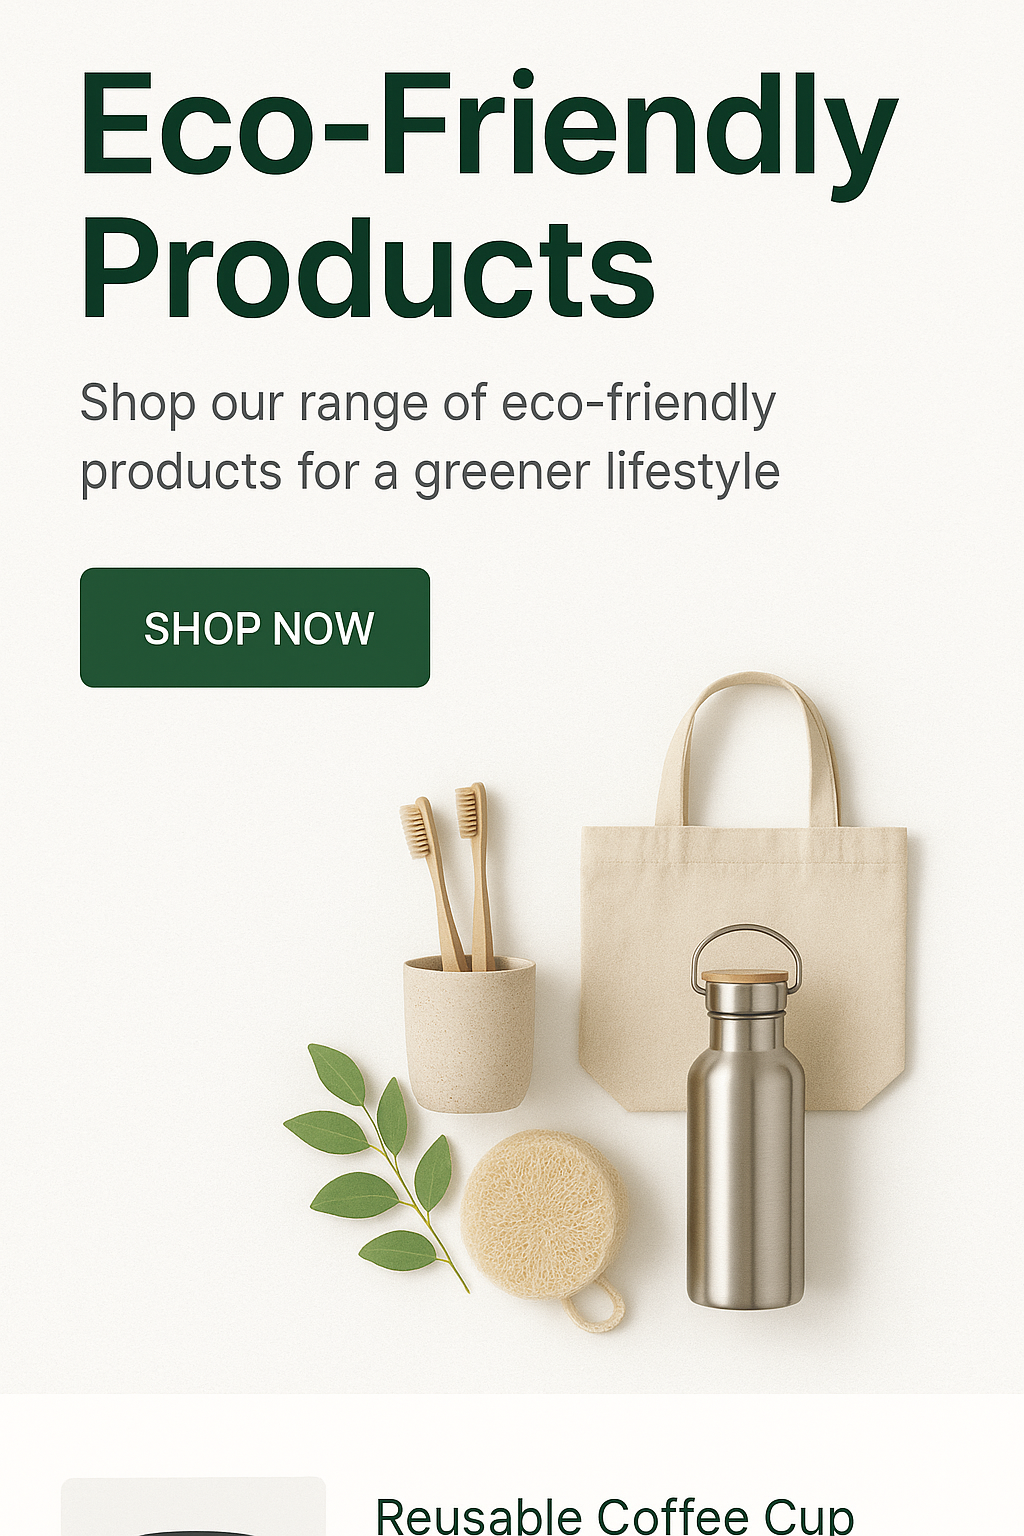 Eco-Friendly
Products
Shop our range of eco-friendly
products for a greener lifestyle
SHOP NOW
Reusable Coffee Cup